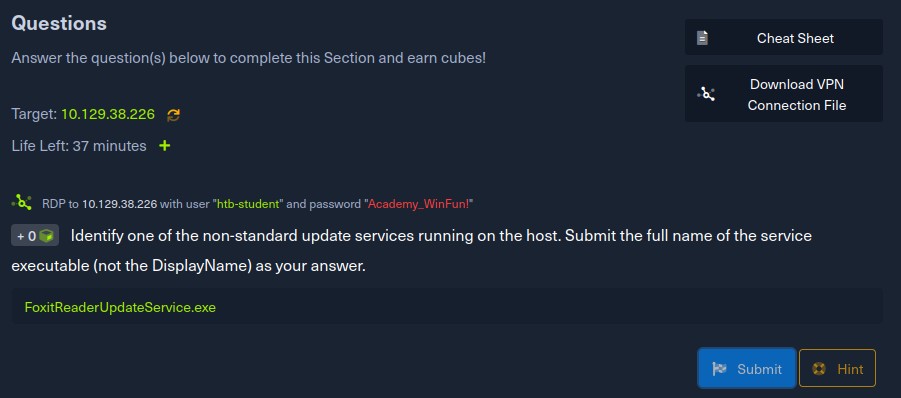 Questions
Answer the question(s) below to complete this Section and earn cubes!
Cheat Sheet
Download VPN
Connection File
Target: 10.129.38.226
Life Left: 37 minutes +
RDP to 10.129.38.226 with user "htb-student" and password "Academy_WinFun!"
+ 0 Identify one of the non-standard update services running on the host. Submit the full name of the service
executable (not the DisplayName) as your answer.
FoxitReaderUpdateService.exe
Submit
Hint